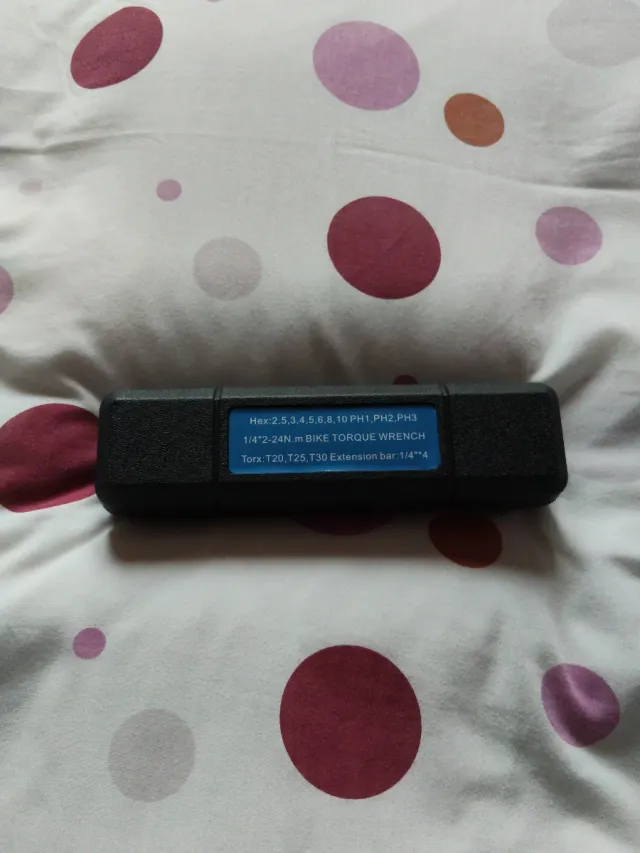 Hex:2.5,3.4,5,6,8,10 PH1,PH2,PH3
1/4"2-24N.m BIKE TORQUE WRENCH
Torx:T20,T25,T30 Extension bar:1/4"*4